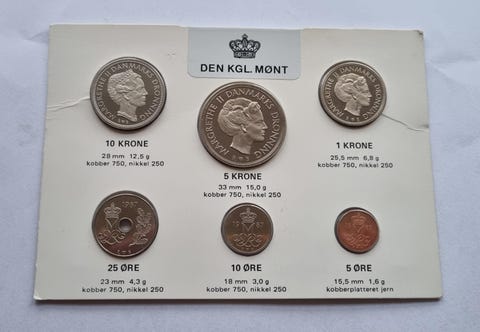 DEN KGL. MØNT
MARGRETHE II DANMARKS DRONNING
MARGRETHE II DANMARKS DRONNING
MARGRETHE II DANMARKS DRONNING
10 KRONE
28 mm 12,5 g
kobber 750, nikkel 250
5 KRONE
33 mm 15,0 g
kobber 750, nikkel 250
1 KRONE
25,5 mm 6,8 g
kobber 750, nikkel 250
1987
25 ØRE
23 mm 4,3 g
kobber 750, nikkel 250
10 ØRE
18 mm 3,0 g
kobber 750, nikkel 250
5 ØRE
15,5 mm 1,6 g
kobberplatteret jern